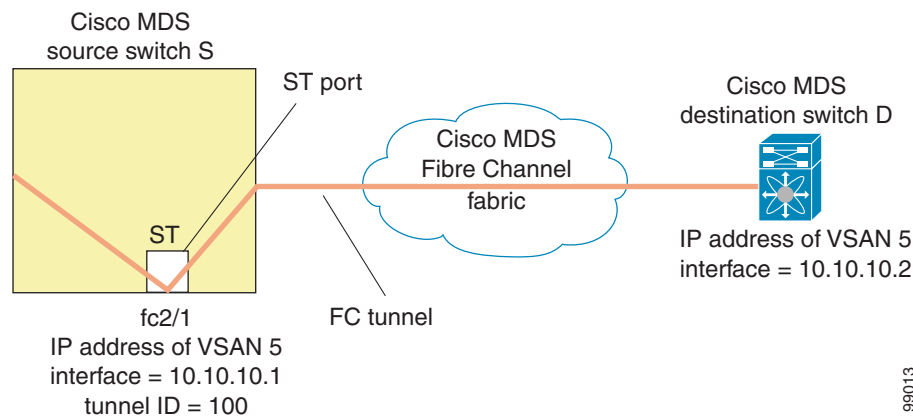 Cisco MDS
source switch S
ST port
Cisco MDS
Fibre Channel
fabric
Cisco MDS
destination switch D
ST
fc2/1
IP address of VSAN 5
interface = 10.10.10.1
tunnel ID = 100
FC tunnel
IP address of VSAN 5
interface = 10.10.10.2
99013